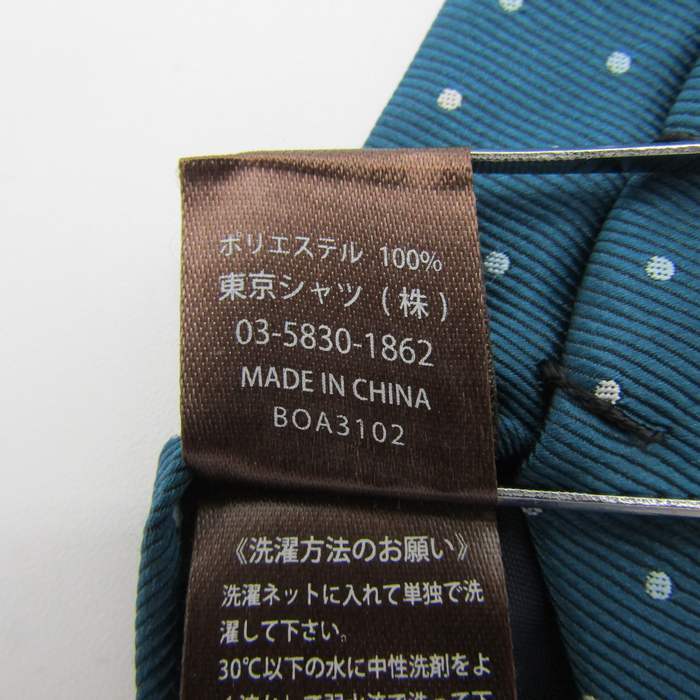 ポリエステル 100%
東京シャツ (株)
03-5830-1862
MADE IN CHINA
BOA3102
《洗濯方法のお願い》
洗濯ネットに入れて単独で洗
濯して下さい。
30℃以下の水に中性洗剤をよ